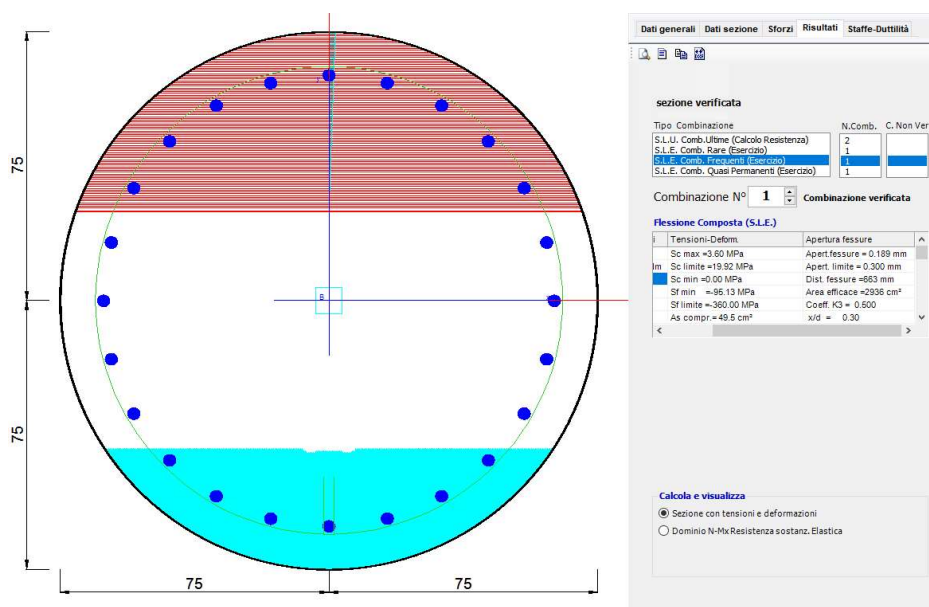 75
75
75
75
B
Dati generali Dati sezione Sforzi Risultati Staffe-Duttilità
sezione verificata
Tipo Combinazione N.Comb. C. Non Ver
S.L.U. Comb.Ultime (Calcolo Resistenza) 2
S.L.E. Comb. Rare (Esercizio) 1
S.L.E. Comb. Frequenti (Esercizio) 1
S.L.E. Comb. Quasi Permanenti (Esercizio) 1
Combinazione N° 1 Combinazione verificata
Flessione Composta (S.L.E.)
i Tensioni-Deform. Apertura fessure
Sc max =3.60 MPa Apert.fessure = 0.189 mm
lm Sc limite =19.92 MPa Apert. limite = 0.300 mm
Sc min =0.00 MPa Dist. fessure =663 mm
Sf min =-95.13 MPa Area efficace =2936 cm²
Sf limite =-360.00 MPa Coeff. K3 = 0.500
As compr.= 49.5 cm² x/d = 0.30
Calcola e visualizza
Sezione con tensioni e deformazioni
Dominio N-Mx Resistenza sostanz. Elastica